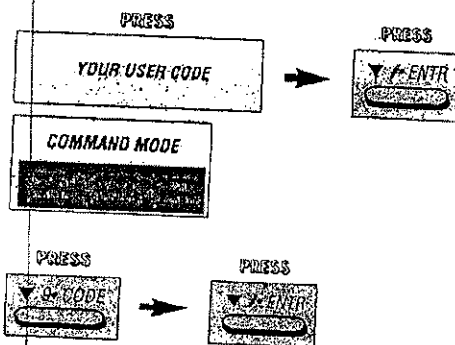 PRESS
YOUR USER CODE
PRESS
ENTR
COMMAND MODE
PRESS
CODE
PRESS
ENTR